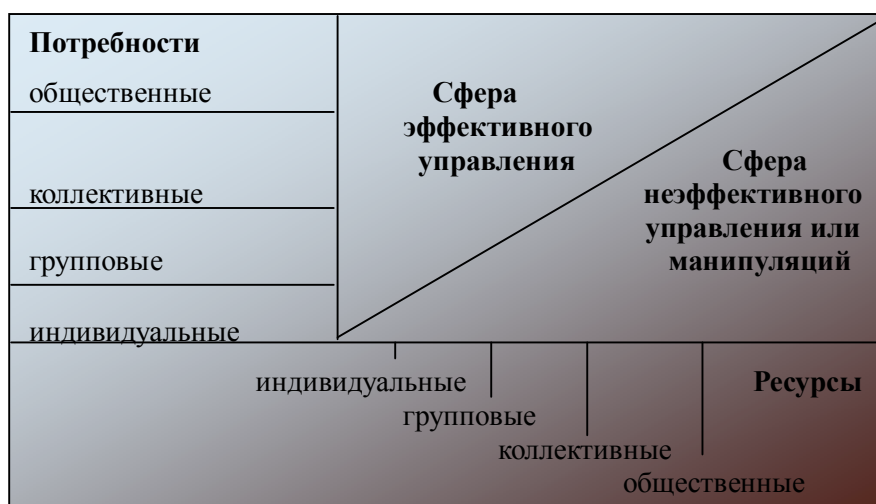 Потребности
общественные
коллективные
групповые
индивидуальные
Сфера
эффективного
управления
Сфера
неэффективного
управления или
манипуляций
индивидуальные
групповые
коллективные
общественные
Ресурсы